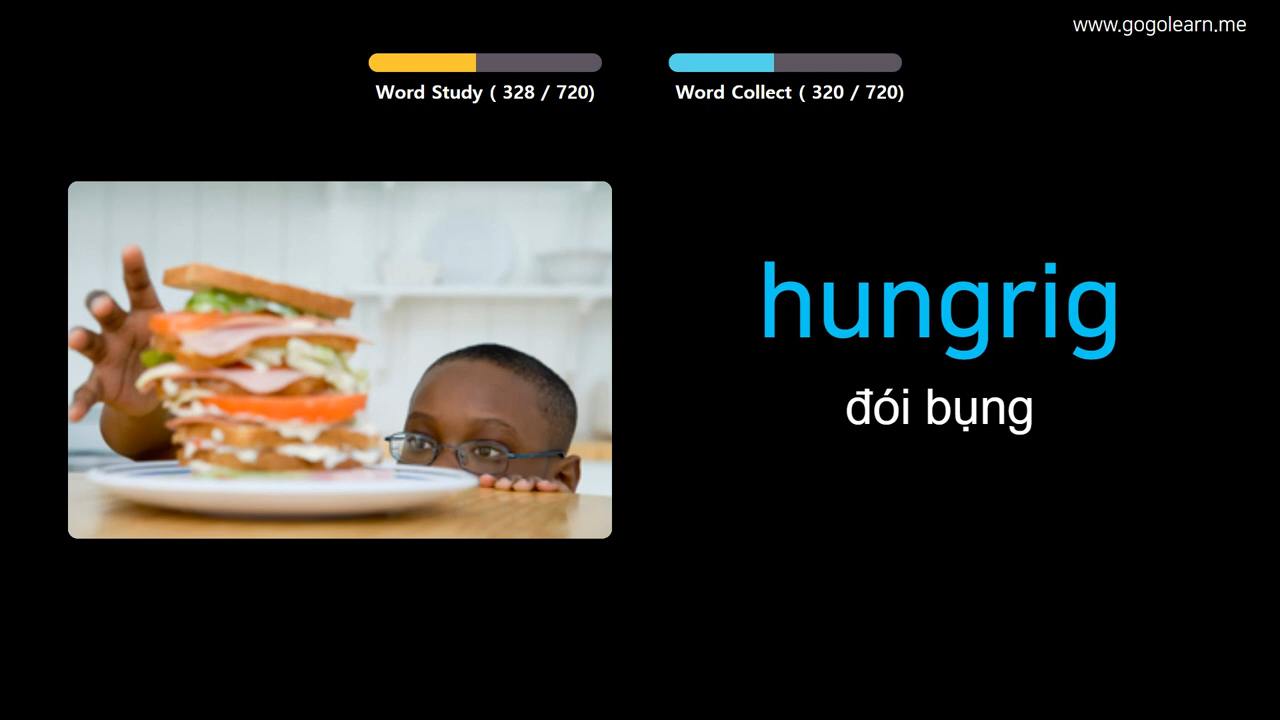 www.gogolearn.me
Word Study ( 328 / 720)
Word Collect ( 320 / 720)
hungrig
đói bụng